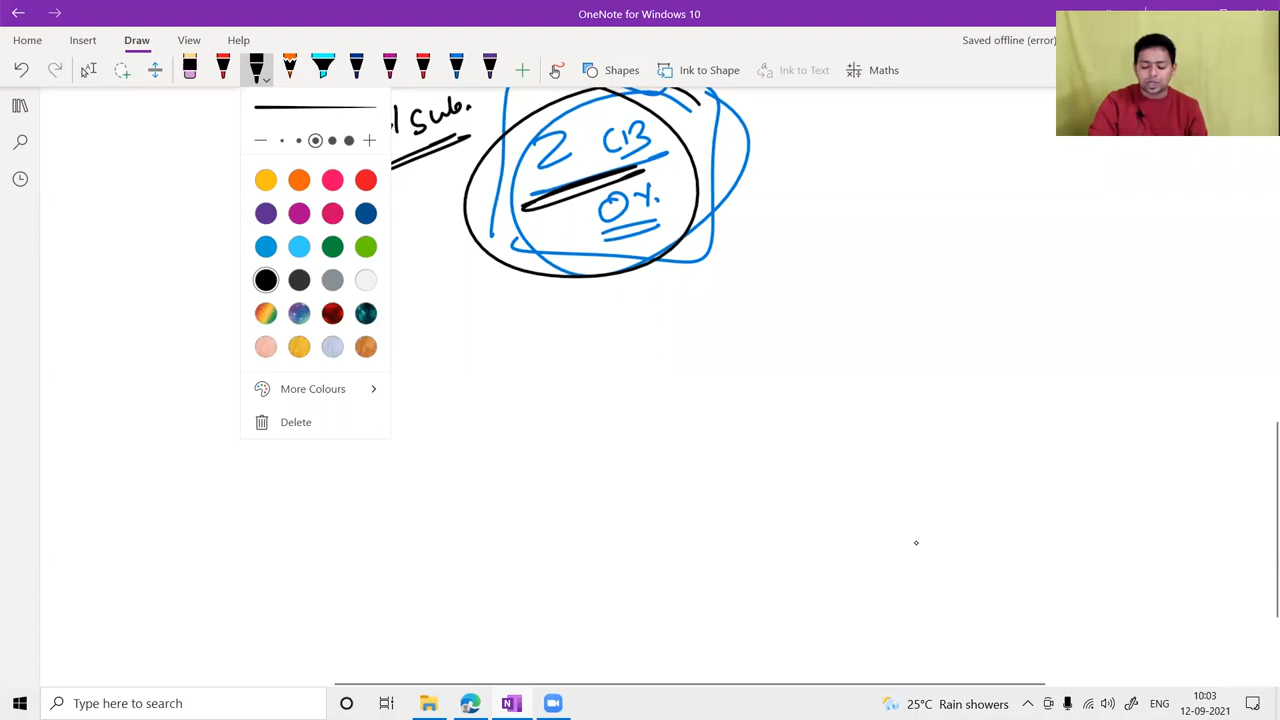 OneNote for Windows 10
Home Insert Draw View Help Saved offline (error)
Shapes Ink to Shape Ink to Text Maths
Sub.
2 CB
0%.
More Colours
Delete
Type here to search 25°C Rain showers ENG 10:03
12-09-2021